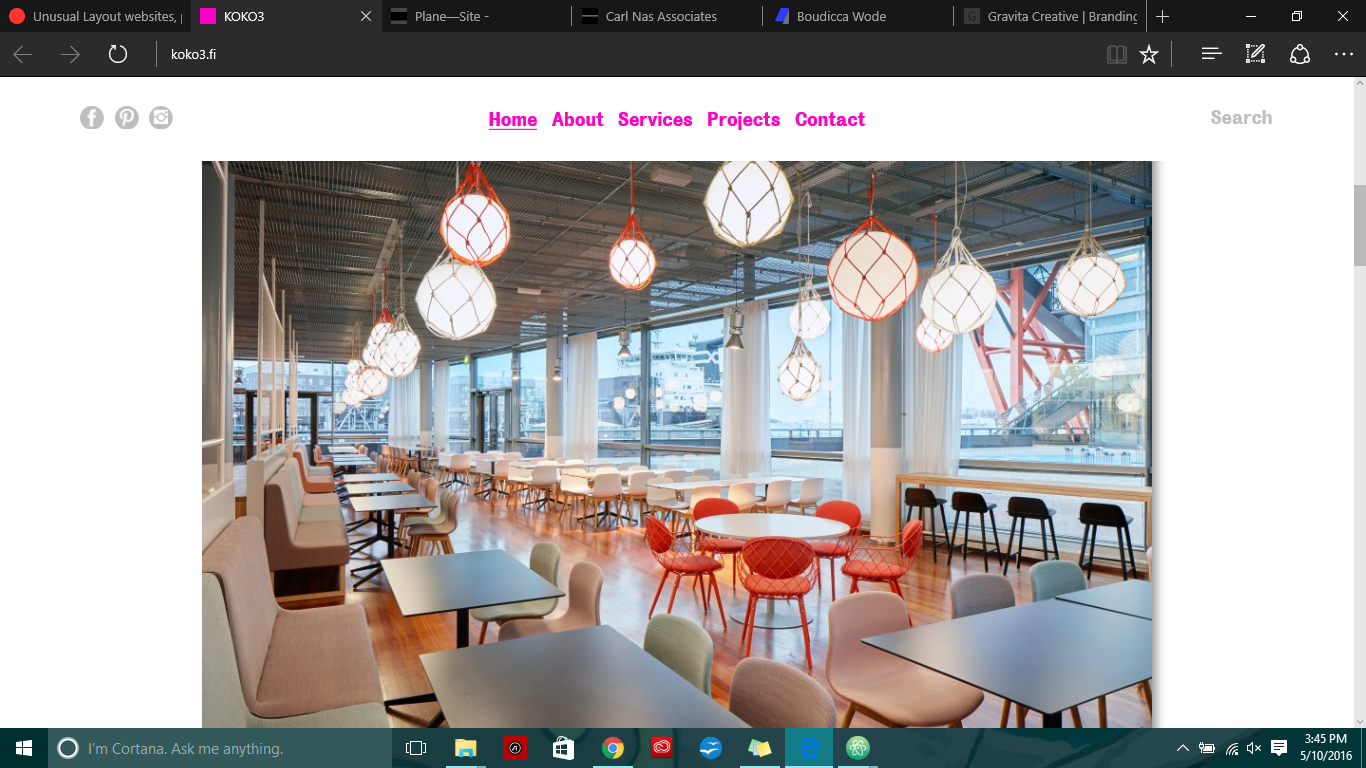 Unusual Layout websites,
KOKO3
Plane—Site -
Carl Nas Associates
Boudicca Wode
G
Gravita Creative | Branding
koko3.fi
Home About Services Projects Contact
Search
I'm Cortana. Ask me anything.
3:45 PM
5/10/2016